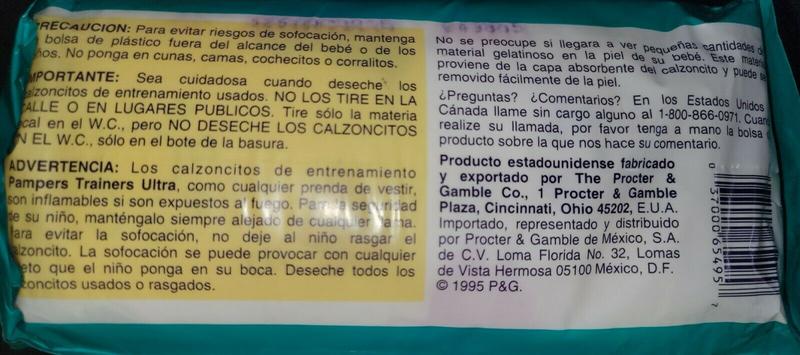 PRECAUCION: Para evitar riesgos de sofocación, mantenga
bolsa de plástico fuera del alcance del bebé o de los
No ponga en cunas, camas, cochecitos o corralitos.
IMPORTANTE: Sea cuidadosa cuando deseche los
calzoncitos de entrenamiento usados. NO LOS TIRE EN LA
CALLE O EN LUGARES PUBLICOS. Tire sólo la materia
fecal en el W.C., pero NO DESECHE LOS CALZONCITOS
EN EL W.C., sólo en el bote de la basura.
ADVERTENCIA: Los calzoncitos de entrenamiento
Pampers Trainers Ultra, como cualquier prenda de vestir,
son inflamables si son expuestos al fuego. Para la seguridad
de su niño, manténgalo siempre alejado de cualquier flama.
Para evitar la sofocación, no deje al niño rasgar el
calzoncito. La sofocación se puede provocar con cualquier
objeto que el niño ponga en su boca. Deseche todos los
calzoncitos usados o rasgados.
No se preocupe si llegara a ver pequeñas cantidades de
material gelatinoso en la piel de su bebé. Este material
proviene de la capa absorbente del calzoncito y puede ser
removido fácilmente de la piel.
¿Preguntas? ¿Comentarios? En los Estados Unidos
Cánada llame sin cargo alguno al 1-800-866-0971. Cuando
realize su llamada, por favor tenga a mano la bolsa
producto sobre la que nos hace su comentario.
Producto estadounidense fabricado
y exportado por The Procter &
Gamble Co., 1 Procter & Gamble
Plaza, Cincinnati, Ohio 45202, E.U.A.
Importado, representado y distribuido
por Procter & Gamble de México, S.A.
de C.V. Loma Florida No. 32, Lomas
de Vista Hermosa 05100 México, D.F.
© 1995 P&G.
0 37000 65495 7